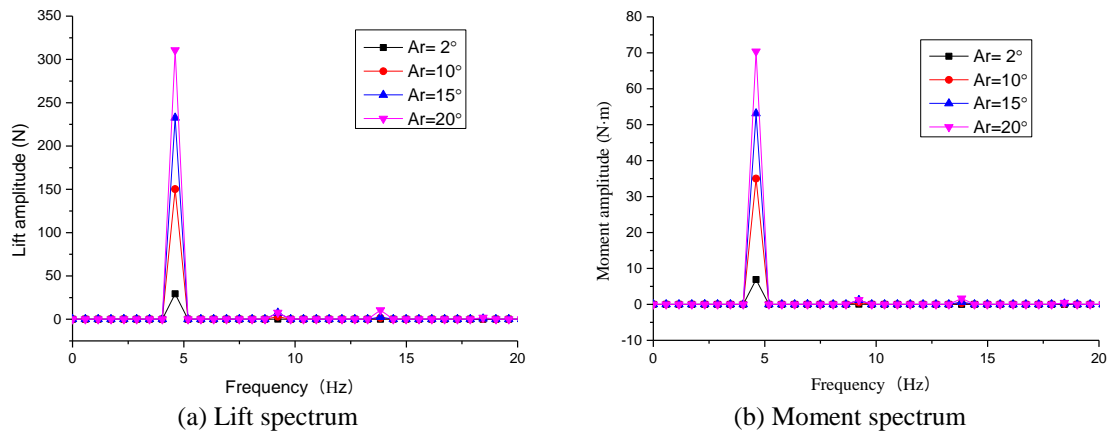 350
300
250
200
150
100
50
0
Lift amplitude (N)
Ar= 2°
Ar=10°
Ar=15°
Ar=20°
0 5 10 15 20
Frequency (Hz)
(a) Lift spectrum
80
70
60
50
40
30
20
10
0
-10
Moment amplitude (N·m)
Ar= 2°
Ar=10°
Ar=15°
Ar=20°
0 5 10 15 20
Frequency (Hz)
(b) Moment spectrum